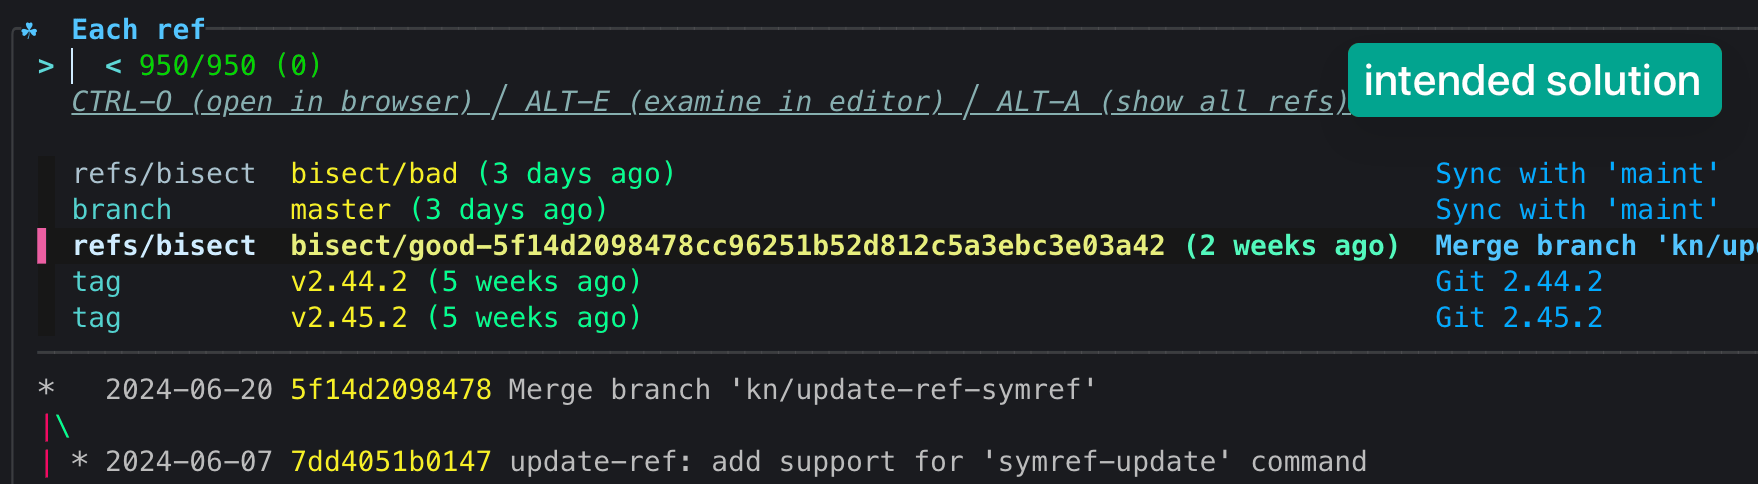 ☘ Each ref
> < 950/950 (0)
CTRL-O (open in browser) ╱ ALT-E (examine in editor) ╱ ALT-A (show all refs)
intended solution
refs/bisect bisect/bad (3 days ago) Sync with 'maint'
branch master (3 days ago) Sync with 'maint'
refs/bisect bisect/good-5f14d2098478cc96251b52d812c5a3ebc3e03a42 (2 weeks ago) Merge branch 'kn/upd
tag v2.44.2 (5 weeks ago) Git 2.44.2
tag v2.45.2 (5 weeks ago) Git 2.45.2
* 2024-06-20 5f14d2098478 Merge branch 'kn/update-ref-symref'
|\
| * 2024-06-07 7dd4051b0147 update-ref: add support for 'symref-update' command